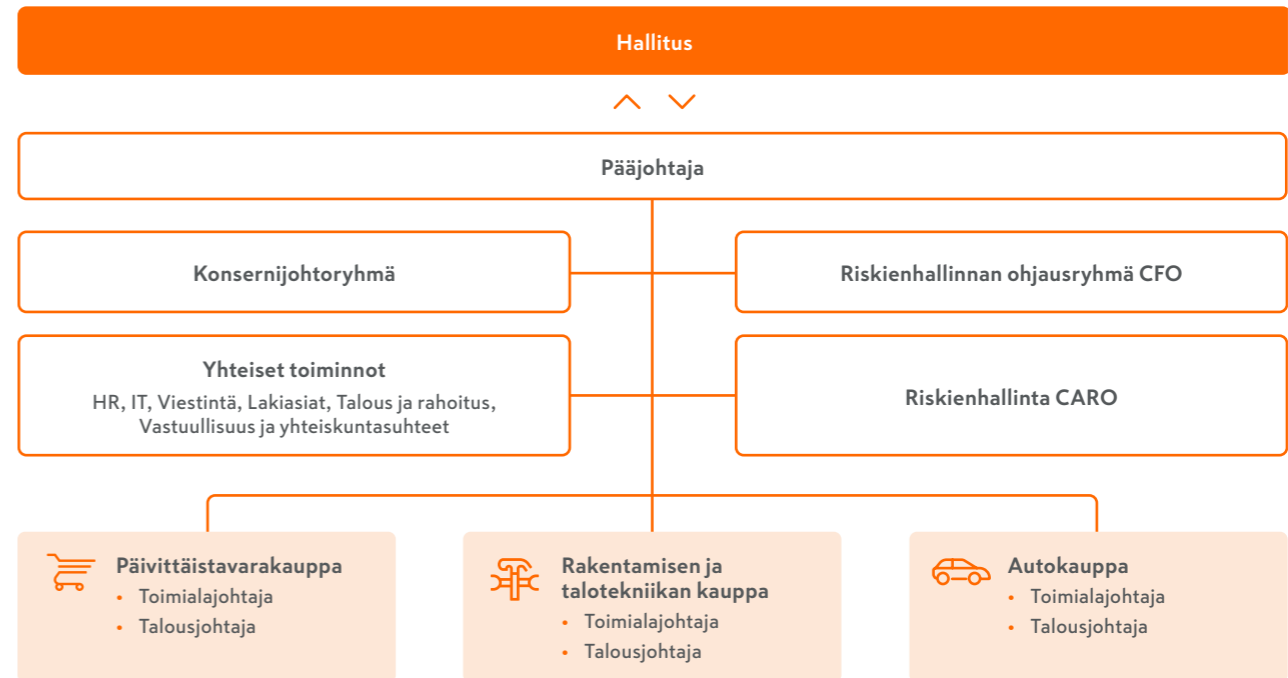 Hallitus
Pääjohtaja
Konsernijohtoryhmä
Riskienhallinnan ohjausryhmä CFO
Yhteiset toiminnot
HR, IT, Viestintä, Lakiasiat, Talous ja rahoitus,
Vastuullisuus ja yhteiskuntasuhteet
Riskienhallinta CARO
Päivittäistavarakauppa
• Toimialajohtaja
• Talousjohtaja
Rakentamisen ja
talotekniikan kauppa
• Toimialajohtaja
• Talousjohtaja
Autokauppa
• Toimialajohtaja
• Talousjohtaja